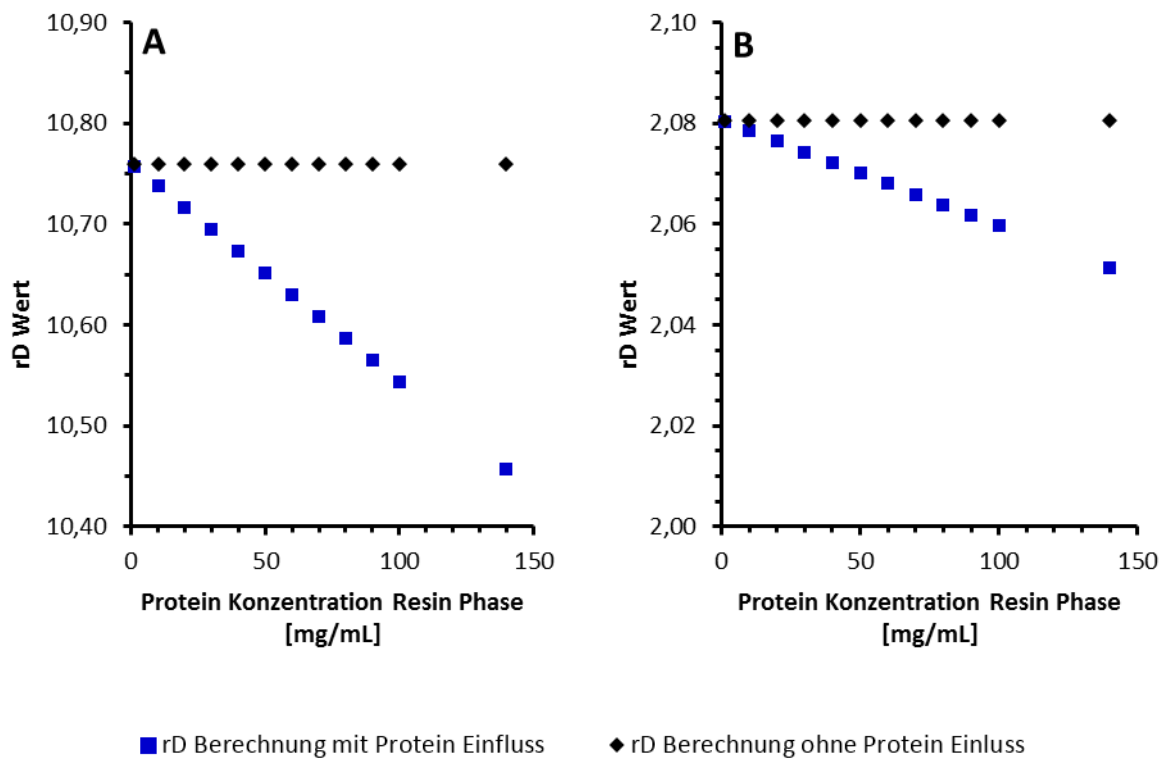 A
10,90
10,80
10,70
10,60
10,50
10,40
rD Wert
0
50
100
150
Protein Konzentration Resin Phase
[mg/mL]
B
2,10
2,08
2,06
2,04
2,02
2,00
rD Wert
0
50
100
150
Protein Konzentration Resin Phase
[mg/mL]
rD Berechnung mit Protein Einfluss
rD Berechnung ohne Protein Einluss